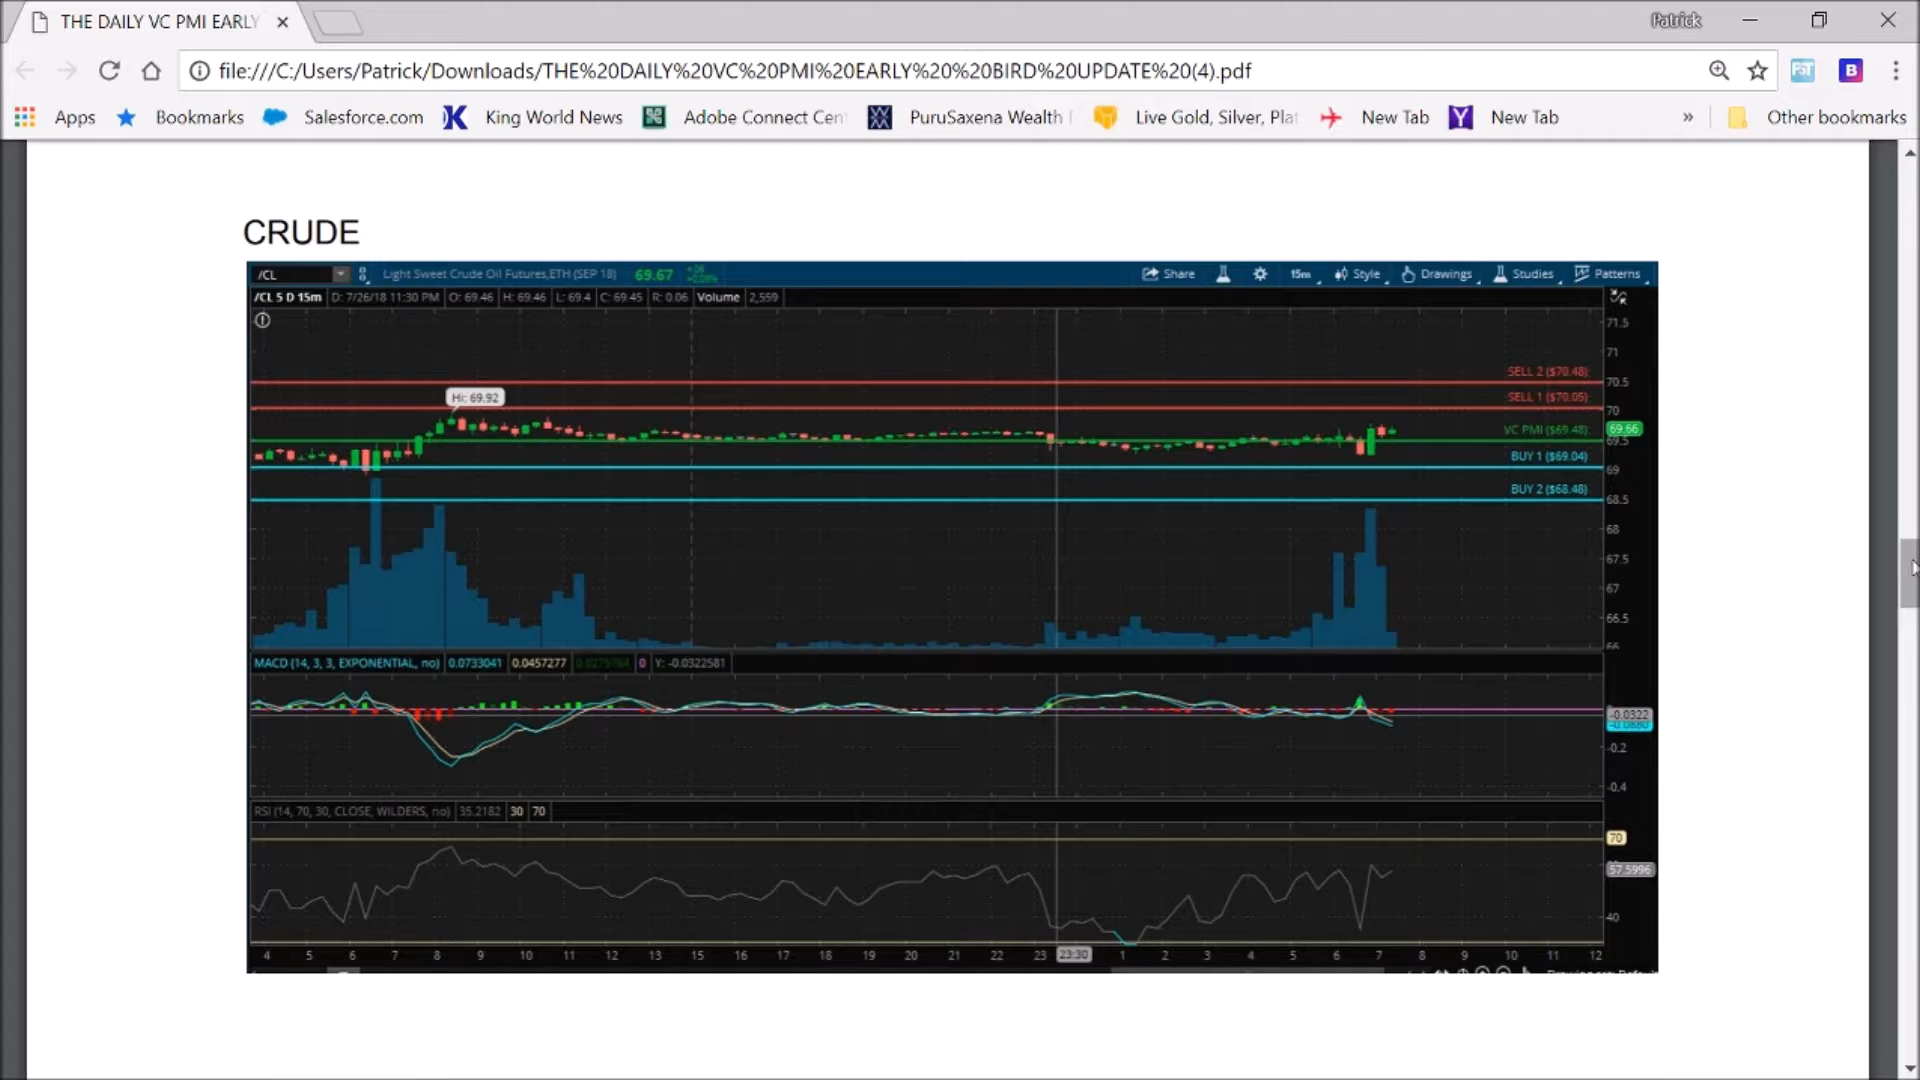 THE DAILY VC PMI EARLY
Patrick
file:///C:/Users/Patrick/Downloads/THE%20DAILY%20VC%20PMI%20EARLY%20%20BIRD%20UPDATE%20(4).pdf
Apps Bookmarks Salesforce.com King World News Adobe Connect Cen PuruSaxena Wealth Live Gold, Silver, Pla New Tab New Tab » Other bookmarks
CRUDE
/CL Light Sweet Crude Oil Futures,ETH (SEP 18) 69.67 Share 15m Style Drawings Studies Patterns
/CL 5 D 15m D: 7/26/18 11:30 PM O: 69.46 H: 69.46 L: 69.4 C: 69.45 R: 0.06 Volume 2,559
71.5
71
SELL 2 ($70.48)
70.5
Hi: 69.92
SELL 1 ($70.05)
70
VC PMI ($69.48) 69.66
69.5
BUY 1 ($69.04)
69
BUY 2 ($68.48)
68.5
68
67.5
67
66.5
66
MACD (14, 3, 3, EXPONENTIAL, no) 0.0733041 0.0457277 0 Y: -0.0322581
-0.0322
-0.2
-0.4
RSI (14, 70, 30, CLOSE, WILDERS, no) 35.2182 30 70
70
57.5996
40
4 5 6 7 8 9 10 11 12 13 14 15 16 17 18 19 20 21 22 23 23:30 1 2 3 4 5 6 7 8 9 10 11 12